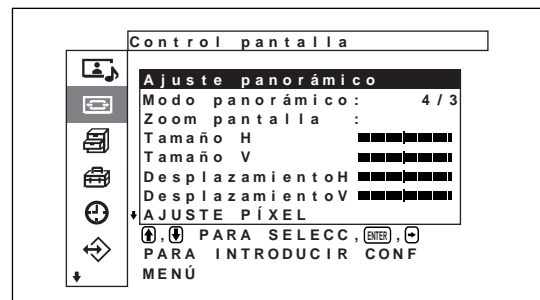 Control pantalla
Ajuste panorámico
Modo panorámico: 4/3
Zoom pantalla :
Tamaño H
Tamaño V
DesplazamientoH
DesplazamientoV
AJUSTE PÍXEL
, PARA SELECC, ENTER,
PARA INTRODUCIR CONF
MENÚ